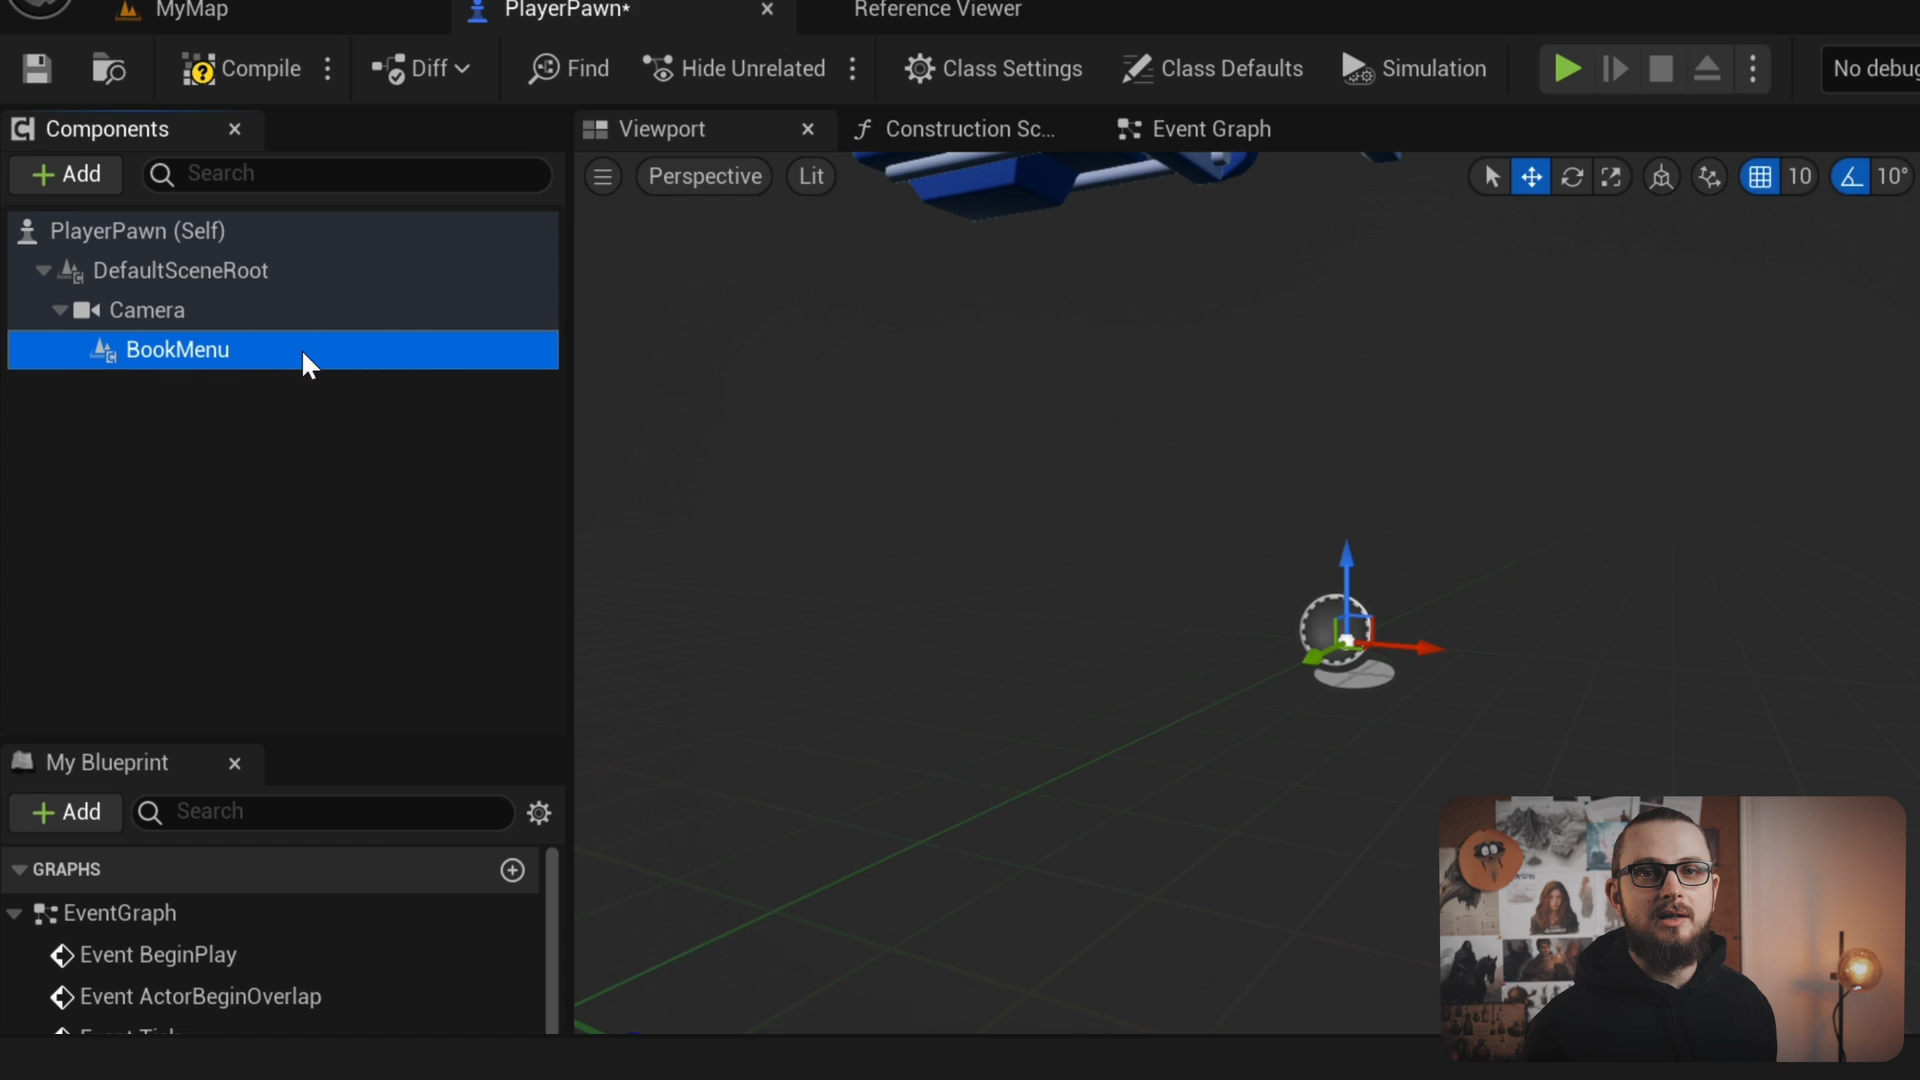 MyMap
PlayerPawn*
Reference Viewer
Compile
Diff
Find
Hide Unrelated
Class Settings
Class Defaults
Simulation
No debug
Components
Viewport
Construction Sc...
Event Graph
Add
Search
Perspective
Lit
10
10°
PlayerPawn (Self)
DefaultSceneRoot
Camera
BookMenu
My Blueprint
Add
Search
GRAPHS
EventGraph
Event BeginPlay
Event ActorBeginOverlap